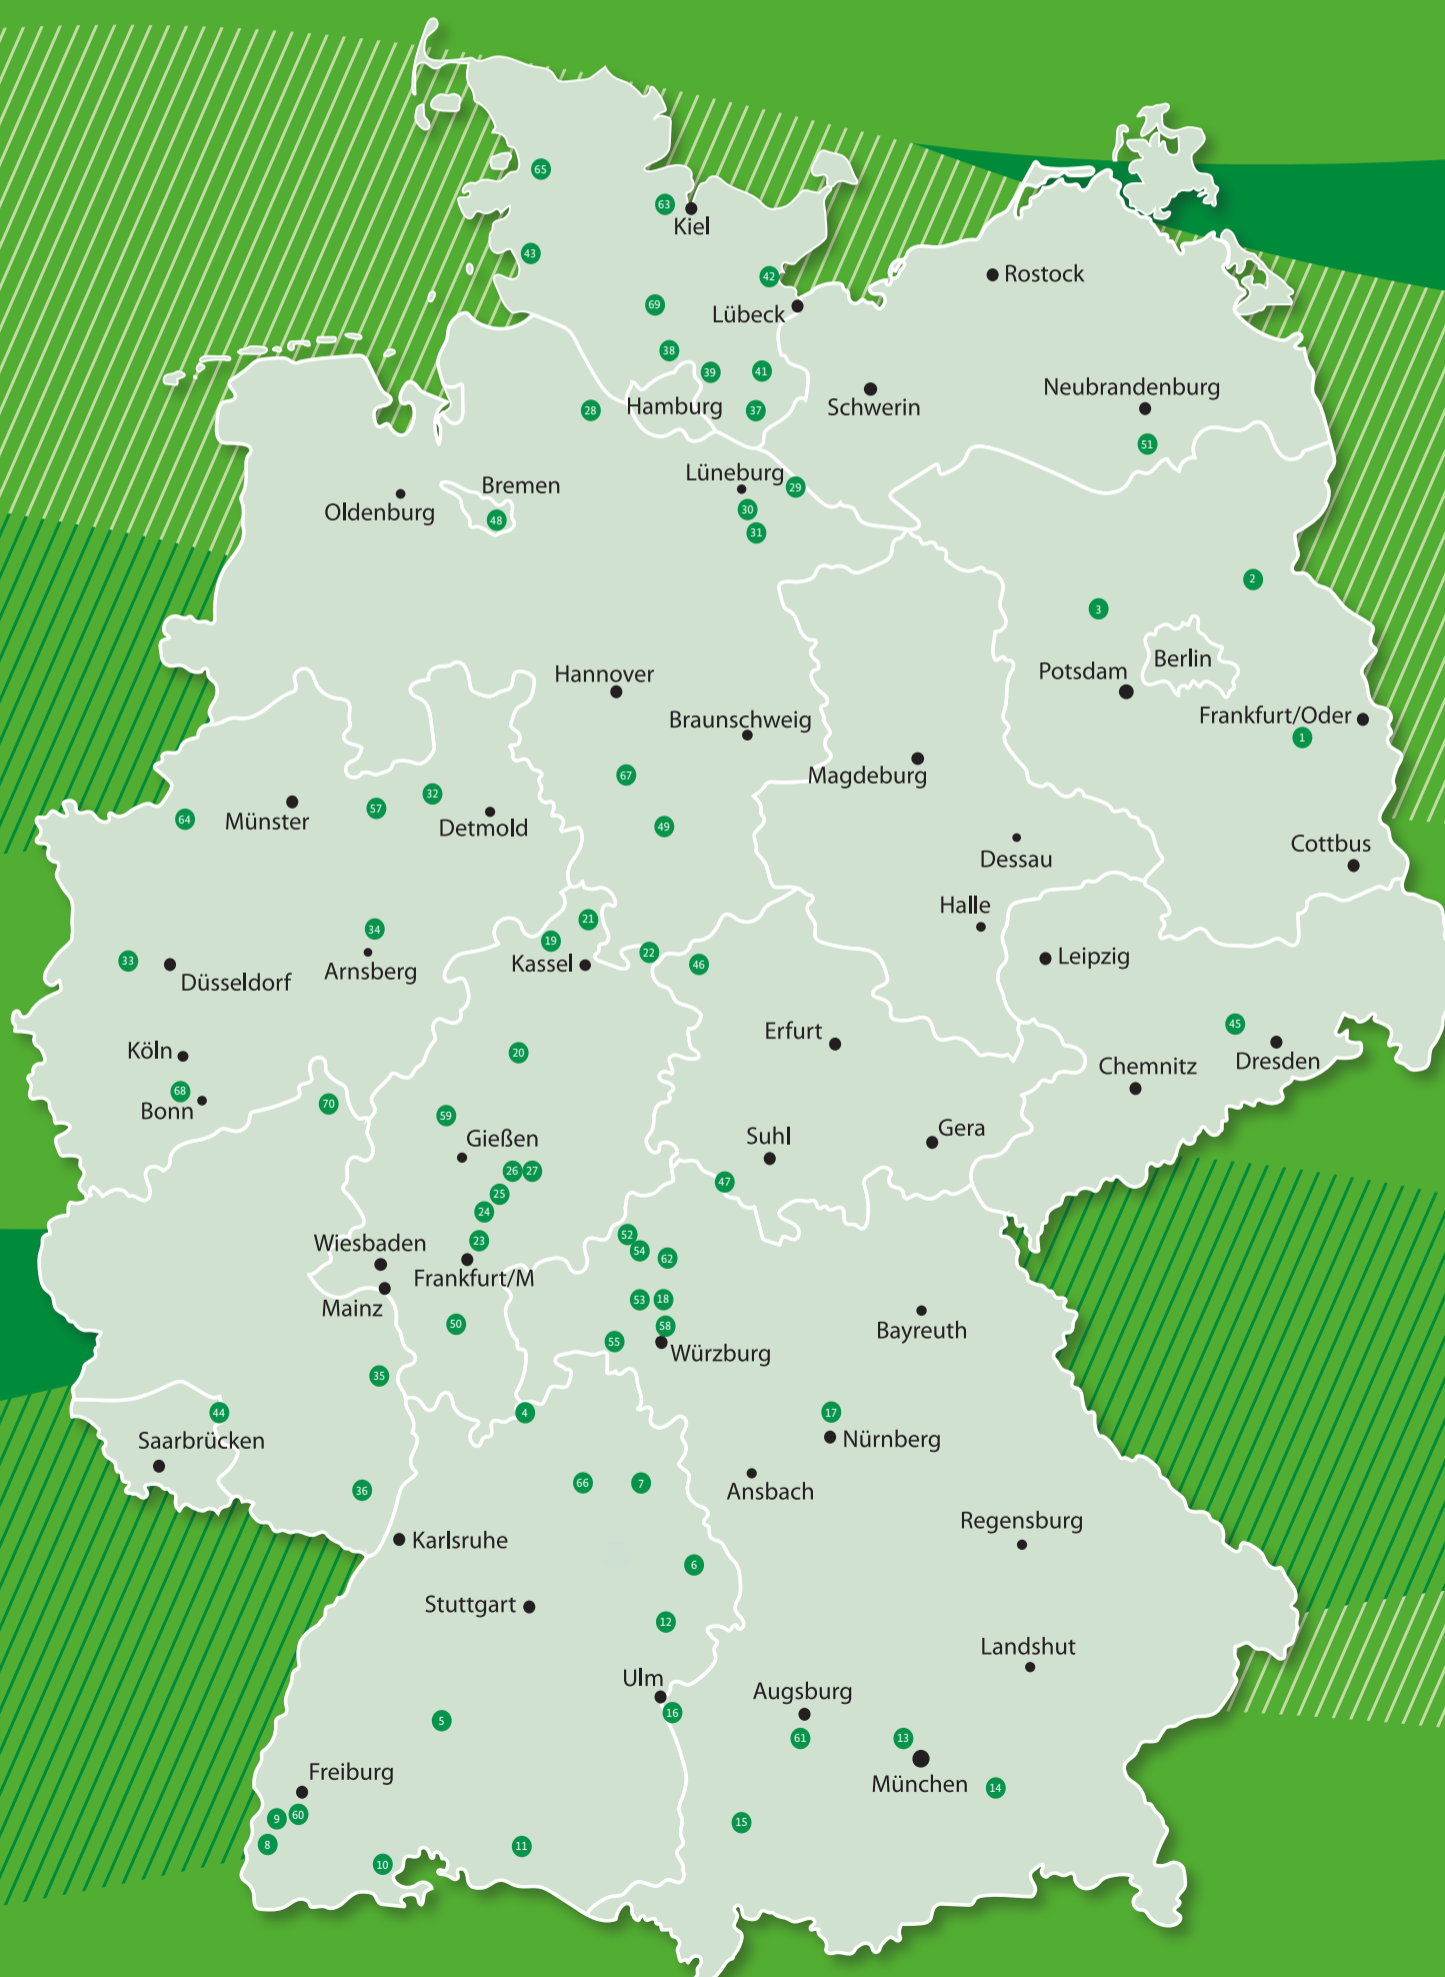 65
63
Kiel
43
42
Rostock
69
Lübeck
38
39
41
Neubrandenburg
28
Hamburg
37
Schwerin
51
Lüneburg
29
Bremen
Oldenburg
48
30
31
2
3
Berlin
Potsdam
Hannover
Frankfurt/Oder
Braunschweig
1
67
Magdeburg
32
57
64
Münster
Detmold
49
Cottbus
Dessau
Halle
21
34
19
22
33
Kassel
46
Leipzig
Arnsberg
Düsseldorf
45
Erfurt
Köln
20
Dresden
Chemnitz
68
Bonn
70
59
Gera
Gießen
Suhl
26
27
47
25
24
52
23
Wiesbaden
54
62
Frankfurt/M
53
18
Mainz
50
58
Bayreuth
55
Würzburg
35
44
4
17
Saarbrücken
Nürnberg
66
7
36
Ansbach
Regensburg
Karlsruhe
6
Stuttgart
12
Landshut
Ulm
Augsburg
16
5
61
13
Freiburg
München
14
9
60
15
8
11
10